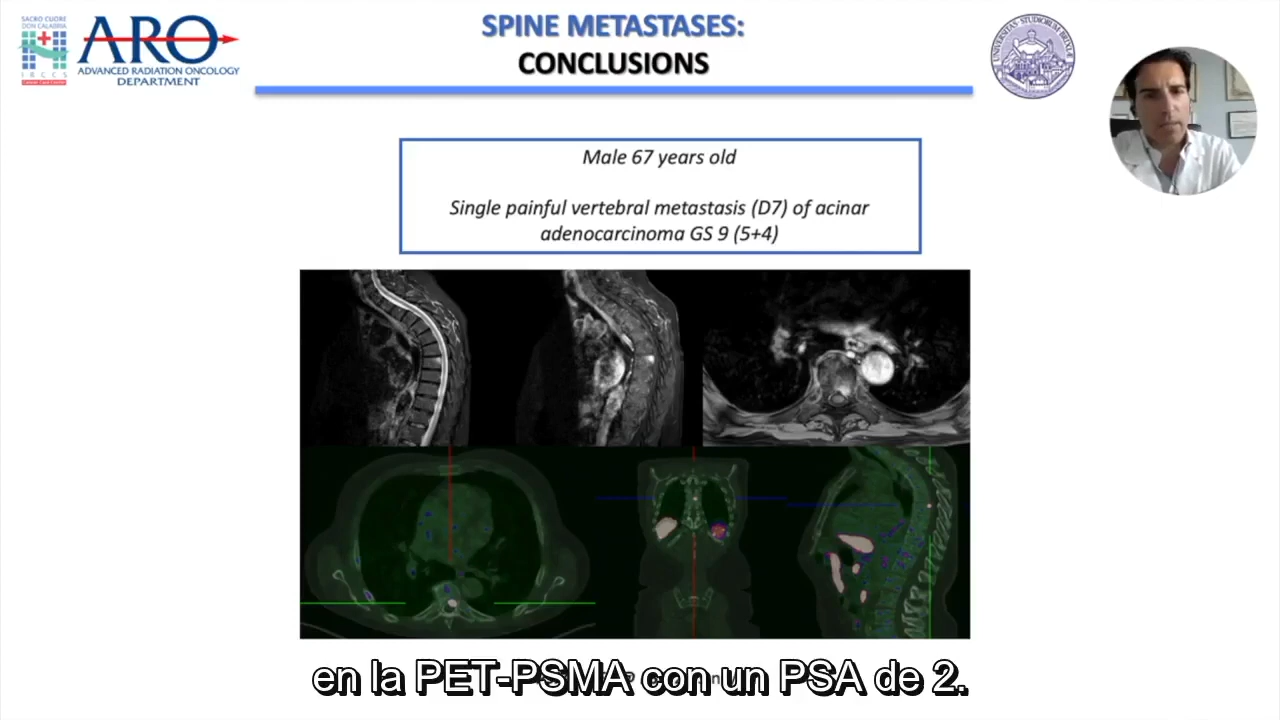 SACRO CUORE
DON CALABRIA
IRCCS
ARO
ADVANCED RADIATION ONCOLOGY
DEPARTMENT
SPINE METASTASES:
CONCLUSIONS
Male 67 years old
Single painful vertebral metastasis (D7) of acinar
adenocarcinoma GS 9 (5+4)
en la PET-PSMA con un PSA de 2.